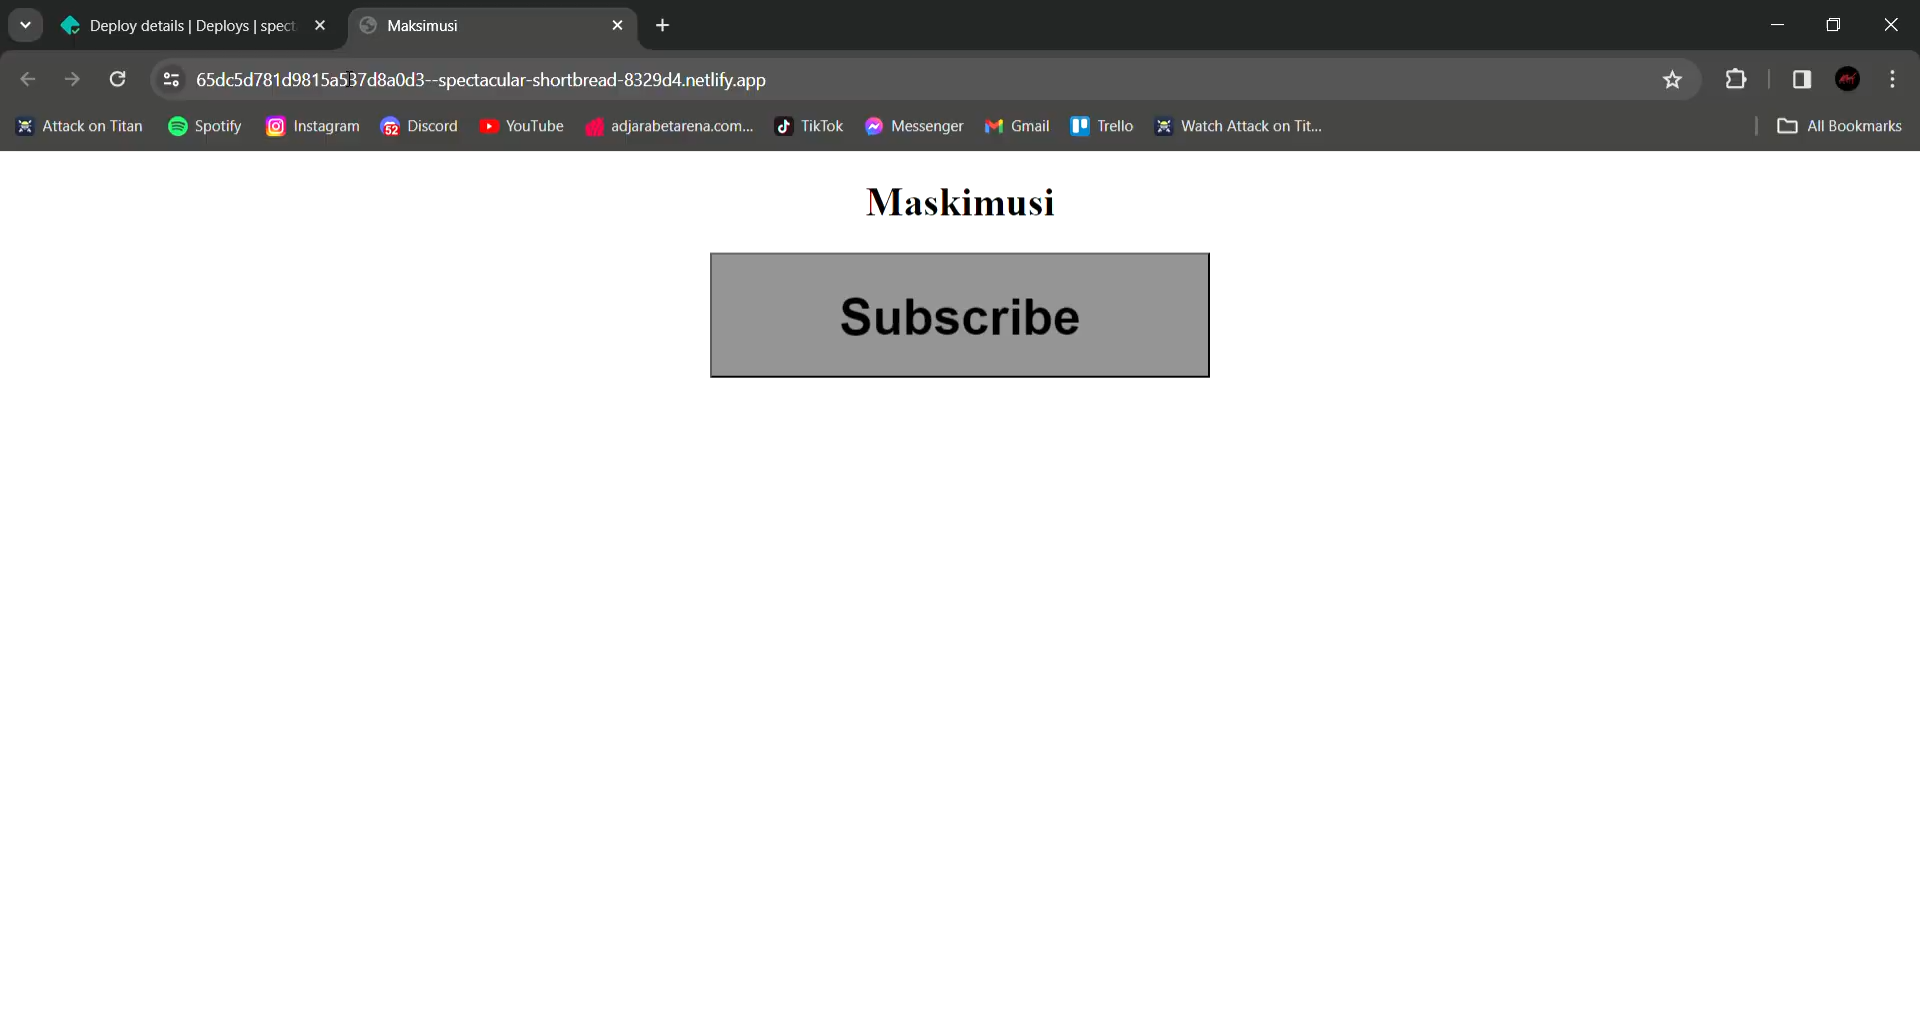 Deploy details | Deploys | spect
Maksimusi
65dc5d781d9815a537d8a0d3--spectacular-shortbread-8329d4.netlify.app
Attack on Titan
Spotify
Instagram
52
Discord
YouTube
adjarabetarena.com...
TikTok
Messenger
Gmail
Trello
Watch Attack on Tit...
All Bookmarks
Maskimusi
Subscribe